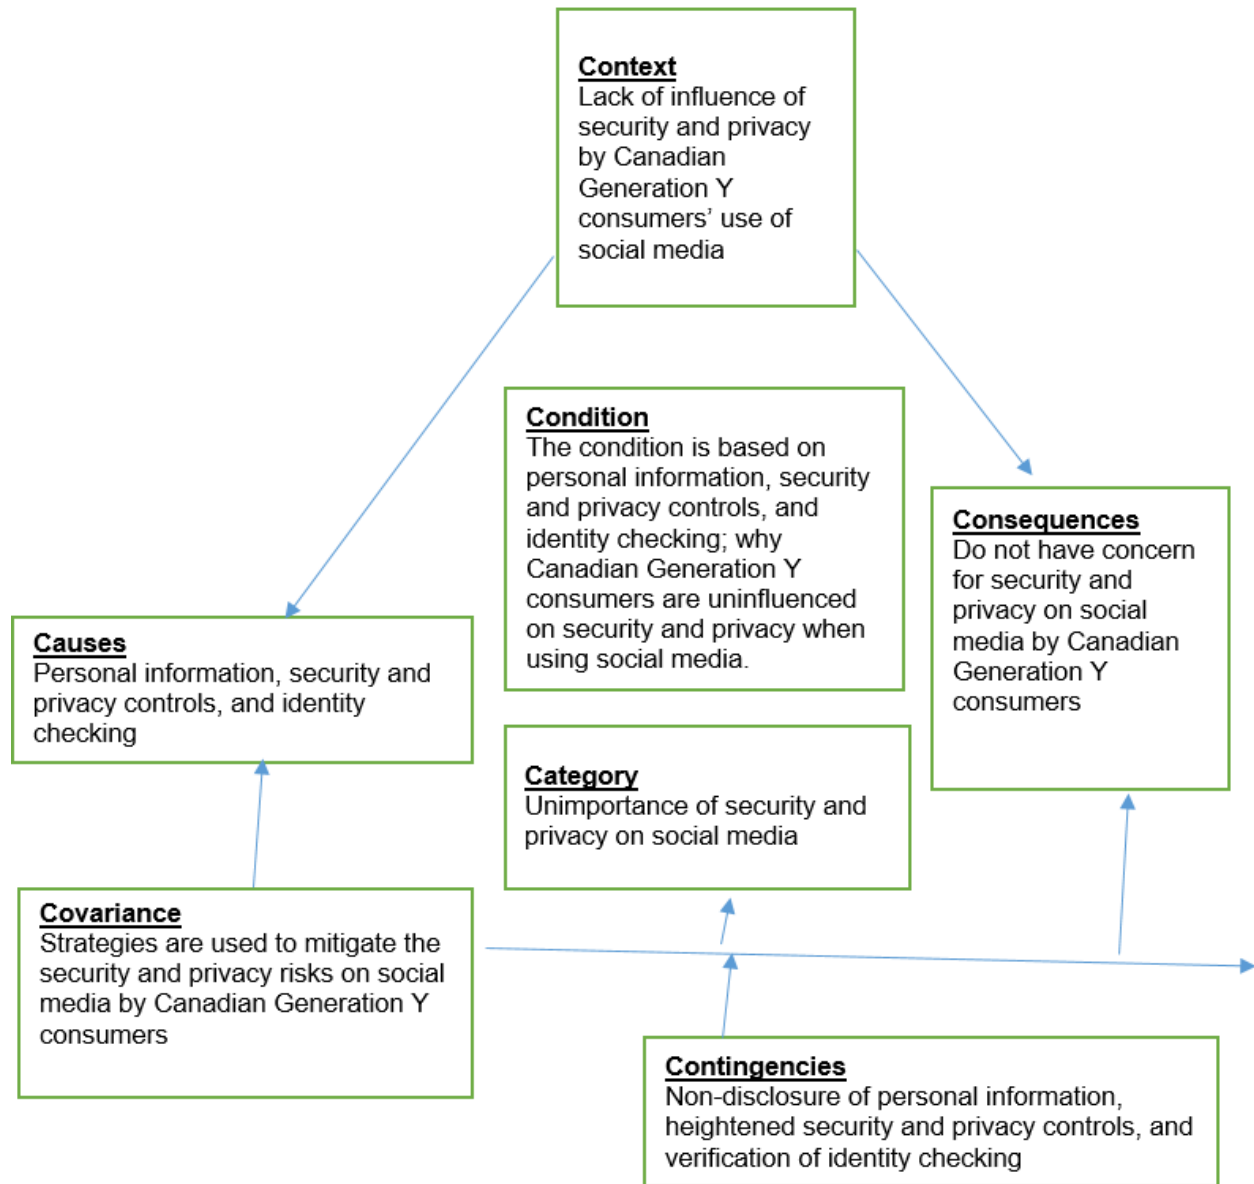 Context
Lack of influence of
security and privacy
by Canadian
Generation Y
consumers’ use of
social media
Condition
The condition is based on
personal information, security
and privacy controls, and
identity checking; why
Canadian Generation Y
consumers are uninfluenced
on security and privacy when
using social media.
Consequences
Do not have concern
for security and
privacy on social
media by Canadian
Generation Y
consumers
Causes
Personal information, security and
privacy controls, and identity
checking
Category
Unimportance of security and
privacy on social media
Covariance
Strategies are used to mitigate the
security and privacy risks on social
media by Canadian Generation Y
consumers
Contingencies
Non-disclosure of personal information,
heightened security and privacy controls, and
verification of identity checking